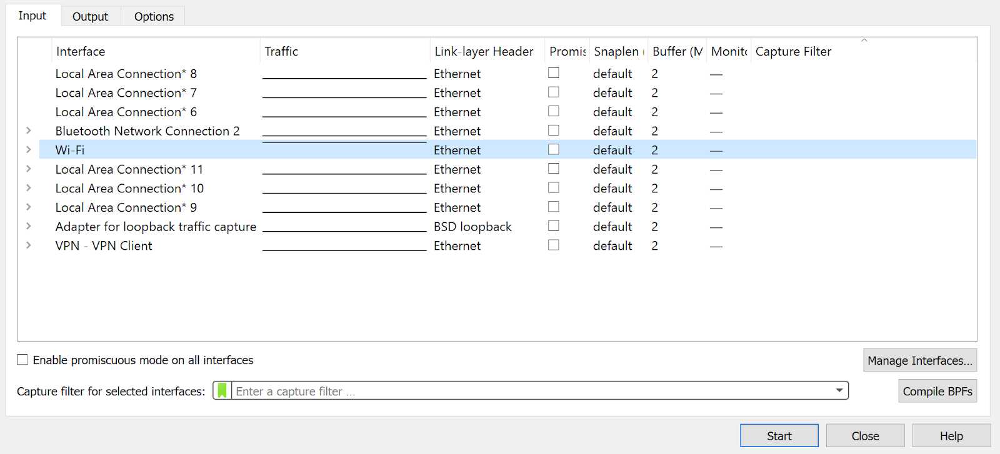 Input Output Options
Interface Traffic Link-layer Header Promis Snaplen ( Buffer (M Monito Capture Filter
Local Area Connection* 8 Ethernet default 2 —
Local Area Connection* 7 Ethernet default 2 —
Local Area Connection* 6 Ethernet default 2 —
Bluetooth Network Connection 2 Ethernet default 2 —
Wi-Fi Ethernet default 2 —
Local Area Connection* 11 Ethernet default 2 —
Local Area Connection* 10 Ethernet default 2 —
Local Area Connection* 9 Ethernet default 2 —
Adapter for loopback traffic capture BSD loopback default 2 —
VPN - VPN Client Ethernet default 2 —
Enable promiscuous mode on all interfaces Manage Interfaces...
Capture filter for selected interfaces: Enter a capture filter ... Compile BPFs
Start Close Help